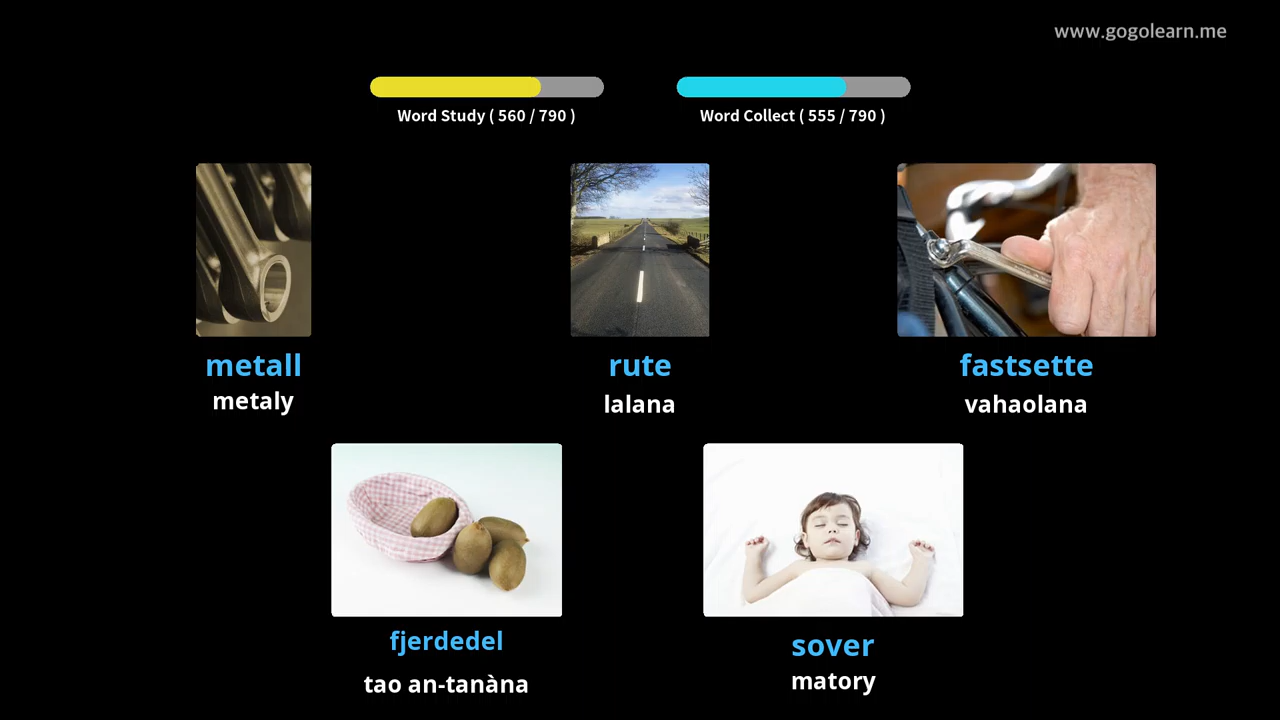 www.gogolearn.me
Word Study ( 560 / 790 )
Word Collect ( 555 / 790 )
metall
metaly
rute
lalana
fastsette
vahaolana
fjerdedel
tao an-tanàna
sover
matory